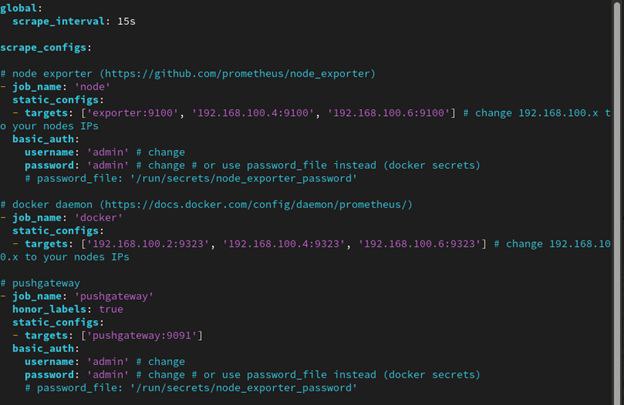 global:
  scrape_interval: 15s

scrape_configs:

# node exporter (https://github.com/prometheus/node_exporter)
- job_name: 'node'
  static_configs:
  - targets: ['exporter:9100', '192.168.100.4:9100', '192.168.100.6:9100'] # change 192.168.100.x t
o your nodes IPs
  basic_auth:
    username: 'admin' # change
    password: 'admin' # change # or use password_file instead (docker secrets)
    # password_file: '/run/secrets/node_exporter_password'

# docker daemon (https://docs.docker.com/config/daemon/prometheus/)
- job_name: 'docker'
  static_configs:
  - targets: ['192.168.100.2:9323', '192.168.100.4:9323', '192.168.100.6:9323'] # change 192.168.10
0.x to your nodes IPs

# pushgateway
- job_name: 'pushgateway'
  honor_labels: true
  static_configs:
  - targets: ['pushgateway:9091']
  basic_auth:
    username: 'admin' # change
    password: 'admin' # change # or use password_file instead (docker secrets)
    # password_file: '/run/secrets/node_exporter_password'